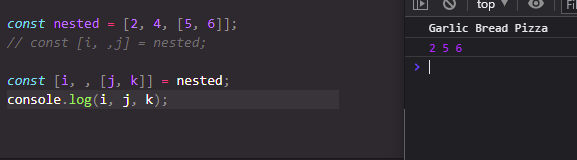 top
Fil
const nested = [2, 4, [5, 6]];
// const [i, ,j] = nested;
const [i, , [j, k]] = nested;
console.log(i, j, k);
Garlic Bread Pizza
2 5 6
>